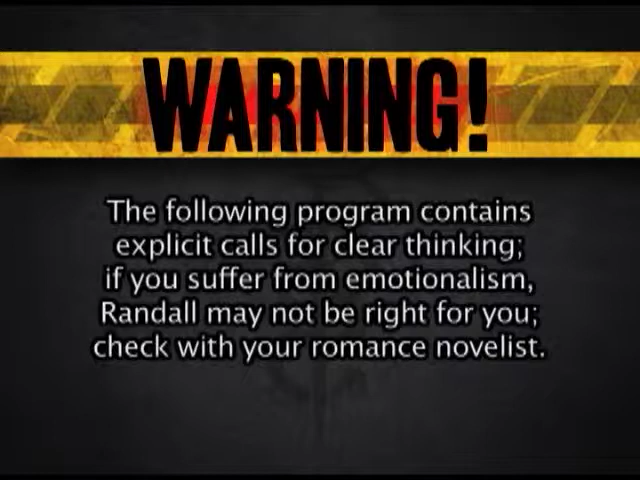 WARNING!
The following program contains
explicit calls for clear thinking;
if you suffer from emotionalism,
Randall may not be right for you;
check with your romance novelist.